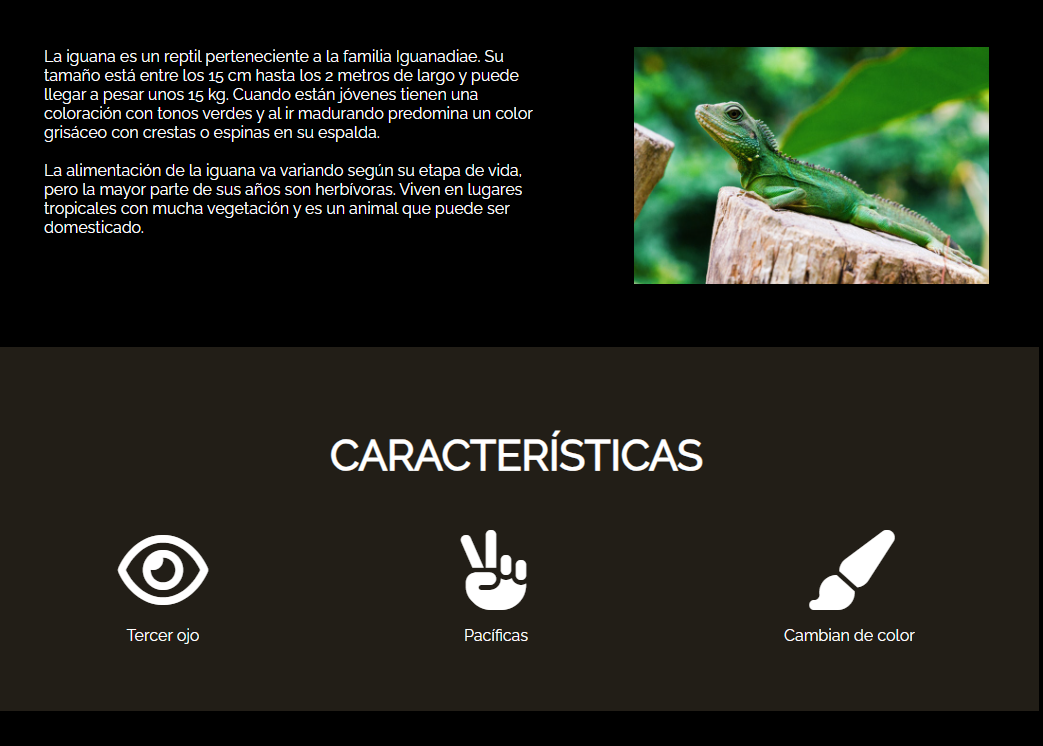 La iguana es un reptil perteneciente a la familia Iguanadiae. Su
tamaño está entre los 15 cm hasta los 2 metros de largo y puede
llegar a pesar unos 15 kg. Cuando están jóvenes tienen una
coloración con tonos verdes y al ir madurando predomina un color
grisáceo con crestas o espinas en su espalda.
La alimentación de la iguana va variando según su etapa de vida,
pero la mayor parte de sus años son herbívoras. Viven en lugares
tropicales con mucha vegetación y es un animal que puede ser
domesticado.
CARACTERÍSTICAS
Tercer ojo
Pacíficas
Cambian de color